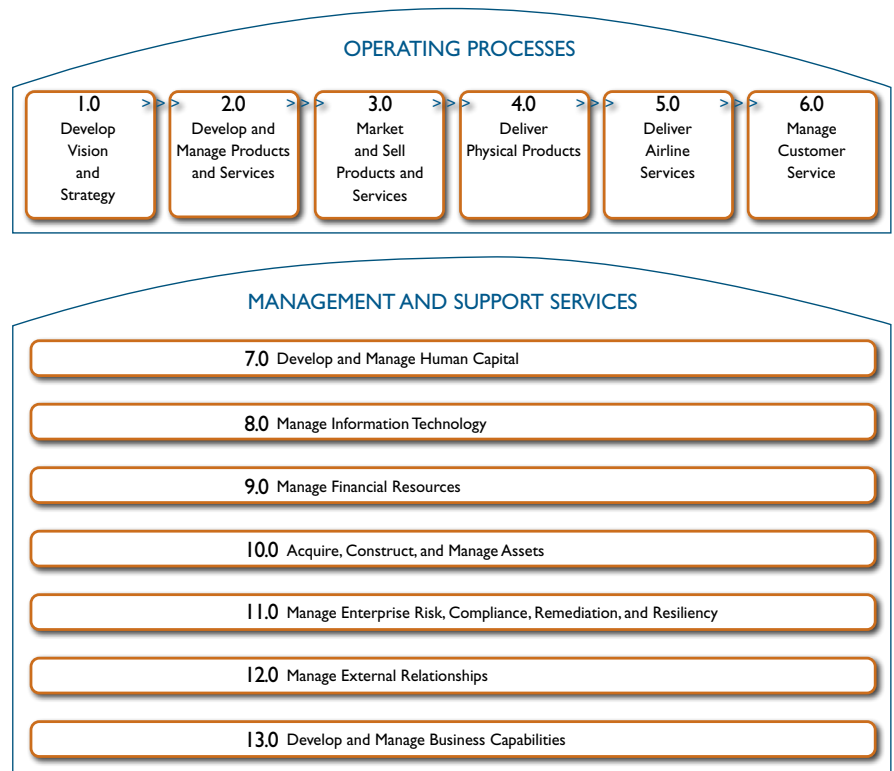 OPERATING PROCESSES
1.0
Develop
Vision
and
Strategy
> > >
2.0
Develop and
Manage Products
and Services
> > >
3.0
Market
and Sell
Products and
Services
> > >
4.0
Deliver
Physical Products
> > >
5.0
Deliver
Airline
Services
> > >
6.0
Manage
Customer
Service
MANAGEMENT AND SUPPORT SERVICES
7.0 Develop and Manage Human Capital
8.0 Manage Information Technology
9.0 Manage Financial Resources
10.0 Acquire, Construct, and Manage Assets
11.0 Manage Enterprise Risk, Compliance, Remediation, and Resiliency
12.0 Manage External Relationships
13.0 Develop and Manage Business Capabilities